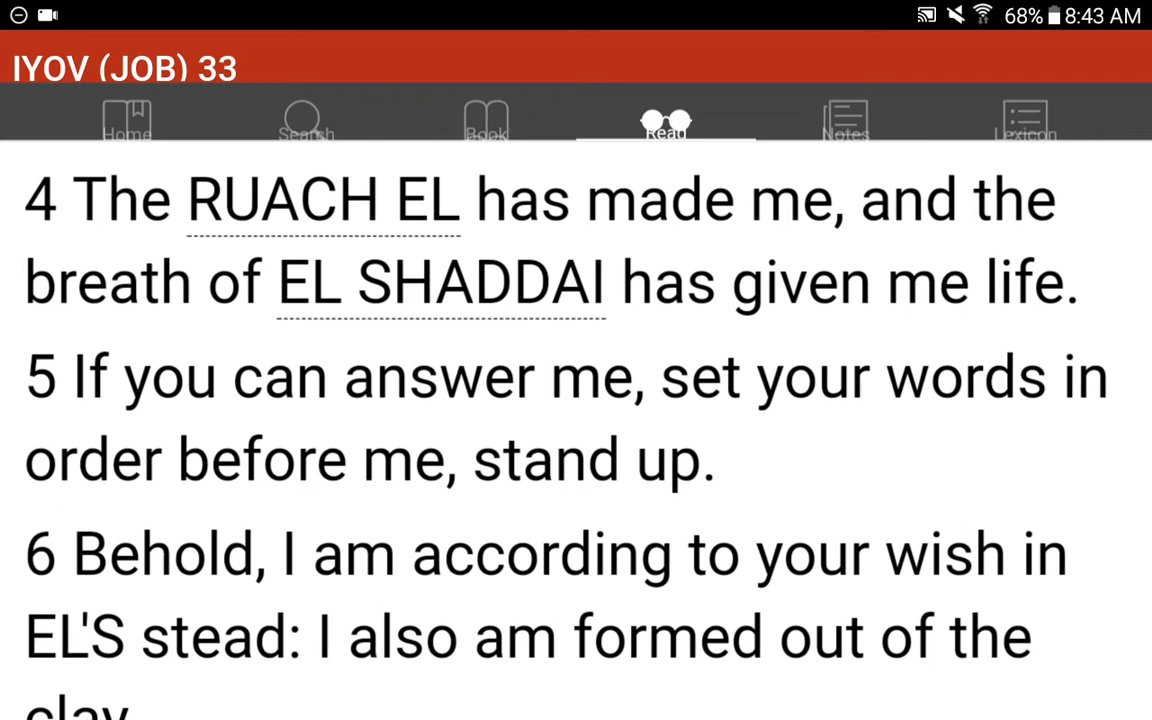 68% 8:43 AM
IYOV (JOB) 33
Home Search Book Read Notes Lexicon
4 The RUACH EL has made me, and the
breath of EL SHADDAI has given me life.
5 If you can answer me, set your words in
order before me, stand up.
6 Behold, I am according to your wish in
EL'S stead: I also am formed out of the
clay